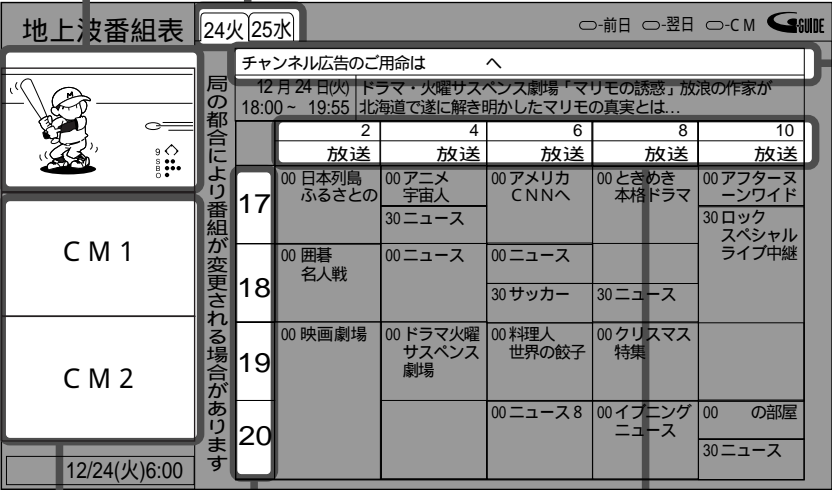 地上波番組表
24火 25水
-前日 -翌日 -ＣＭ GGUIDE
チャンネル広告のご用命は へ
12月24日(火) ドラマ・火曜サスペンス劇場「マリモの誘惑」放浪の作家が
18:00～ 19:55 北海道で遂に解き明かしたマリモの真実とは…
局の都合により番組が変更される場合があります
M
9
S
B
O
ＣＭ１
ＣＭ２
12/24(火)6:00
2 4 6 8 10
放送 放送 放送 放送 放送
17
00 日本列島
ふるさとの
00 アニメ
宇宙人
30 ニュース
00 アメリカ
ＣＮＮへ
00 ときめき
本格ドラマ
00 アフターヌ
ーンワイド
30 ロック
スペシャル
ライブ中継
18
00 囲碁
名人戦
00 ニュース
00 ニュース
30 サッカー
30 ニュース
19
00 映画劇場
00 ドラマ火曜
サスペンス
劇場
00 料理人
世界の餃子
00 クリスマス
特集
20
00 ニュース８
00 イブニング
ニュース
00 の部屋
30 ニュース